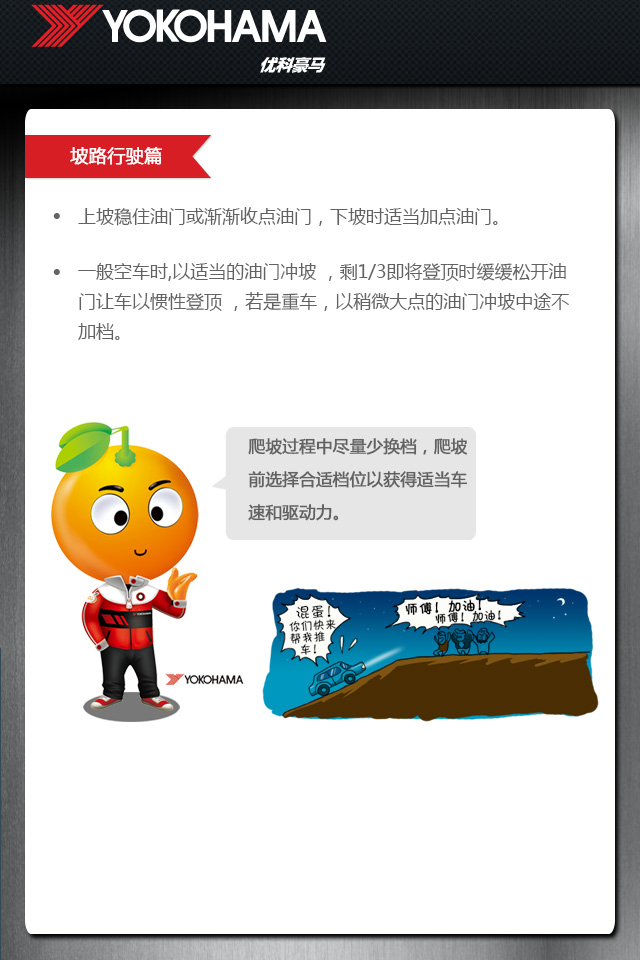 YOKOHAMA
优科豪马
坡路行驶篇
• 上坡稳住油门或渐渐收点油门，下坡时适当加点油门。
• 一般空车时,以适当的油门冲坡 ，剩1/3即将登顶时缓缓松开油
门让车以惯性登顶 ，若是重车，以稍微大点的油门冲坡中途不
加档。
爬坡过程中尽量少换档，爬坡
前选择合适档位以获得适当车
速和驱动力。
混蛋！
你们快来
帮我推
车！
师傅！加油！
师傅！加油！
YOKOHAMA